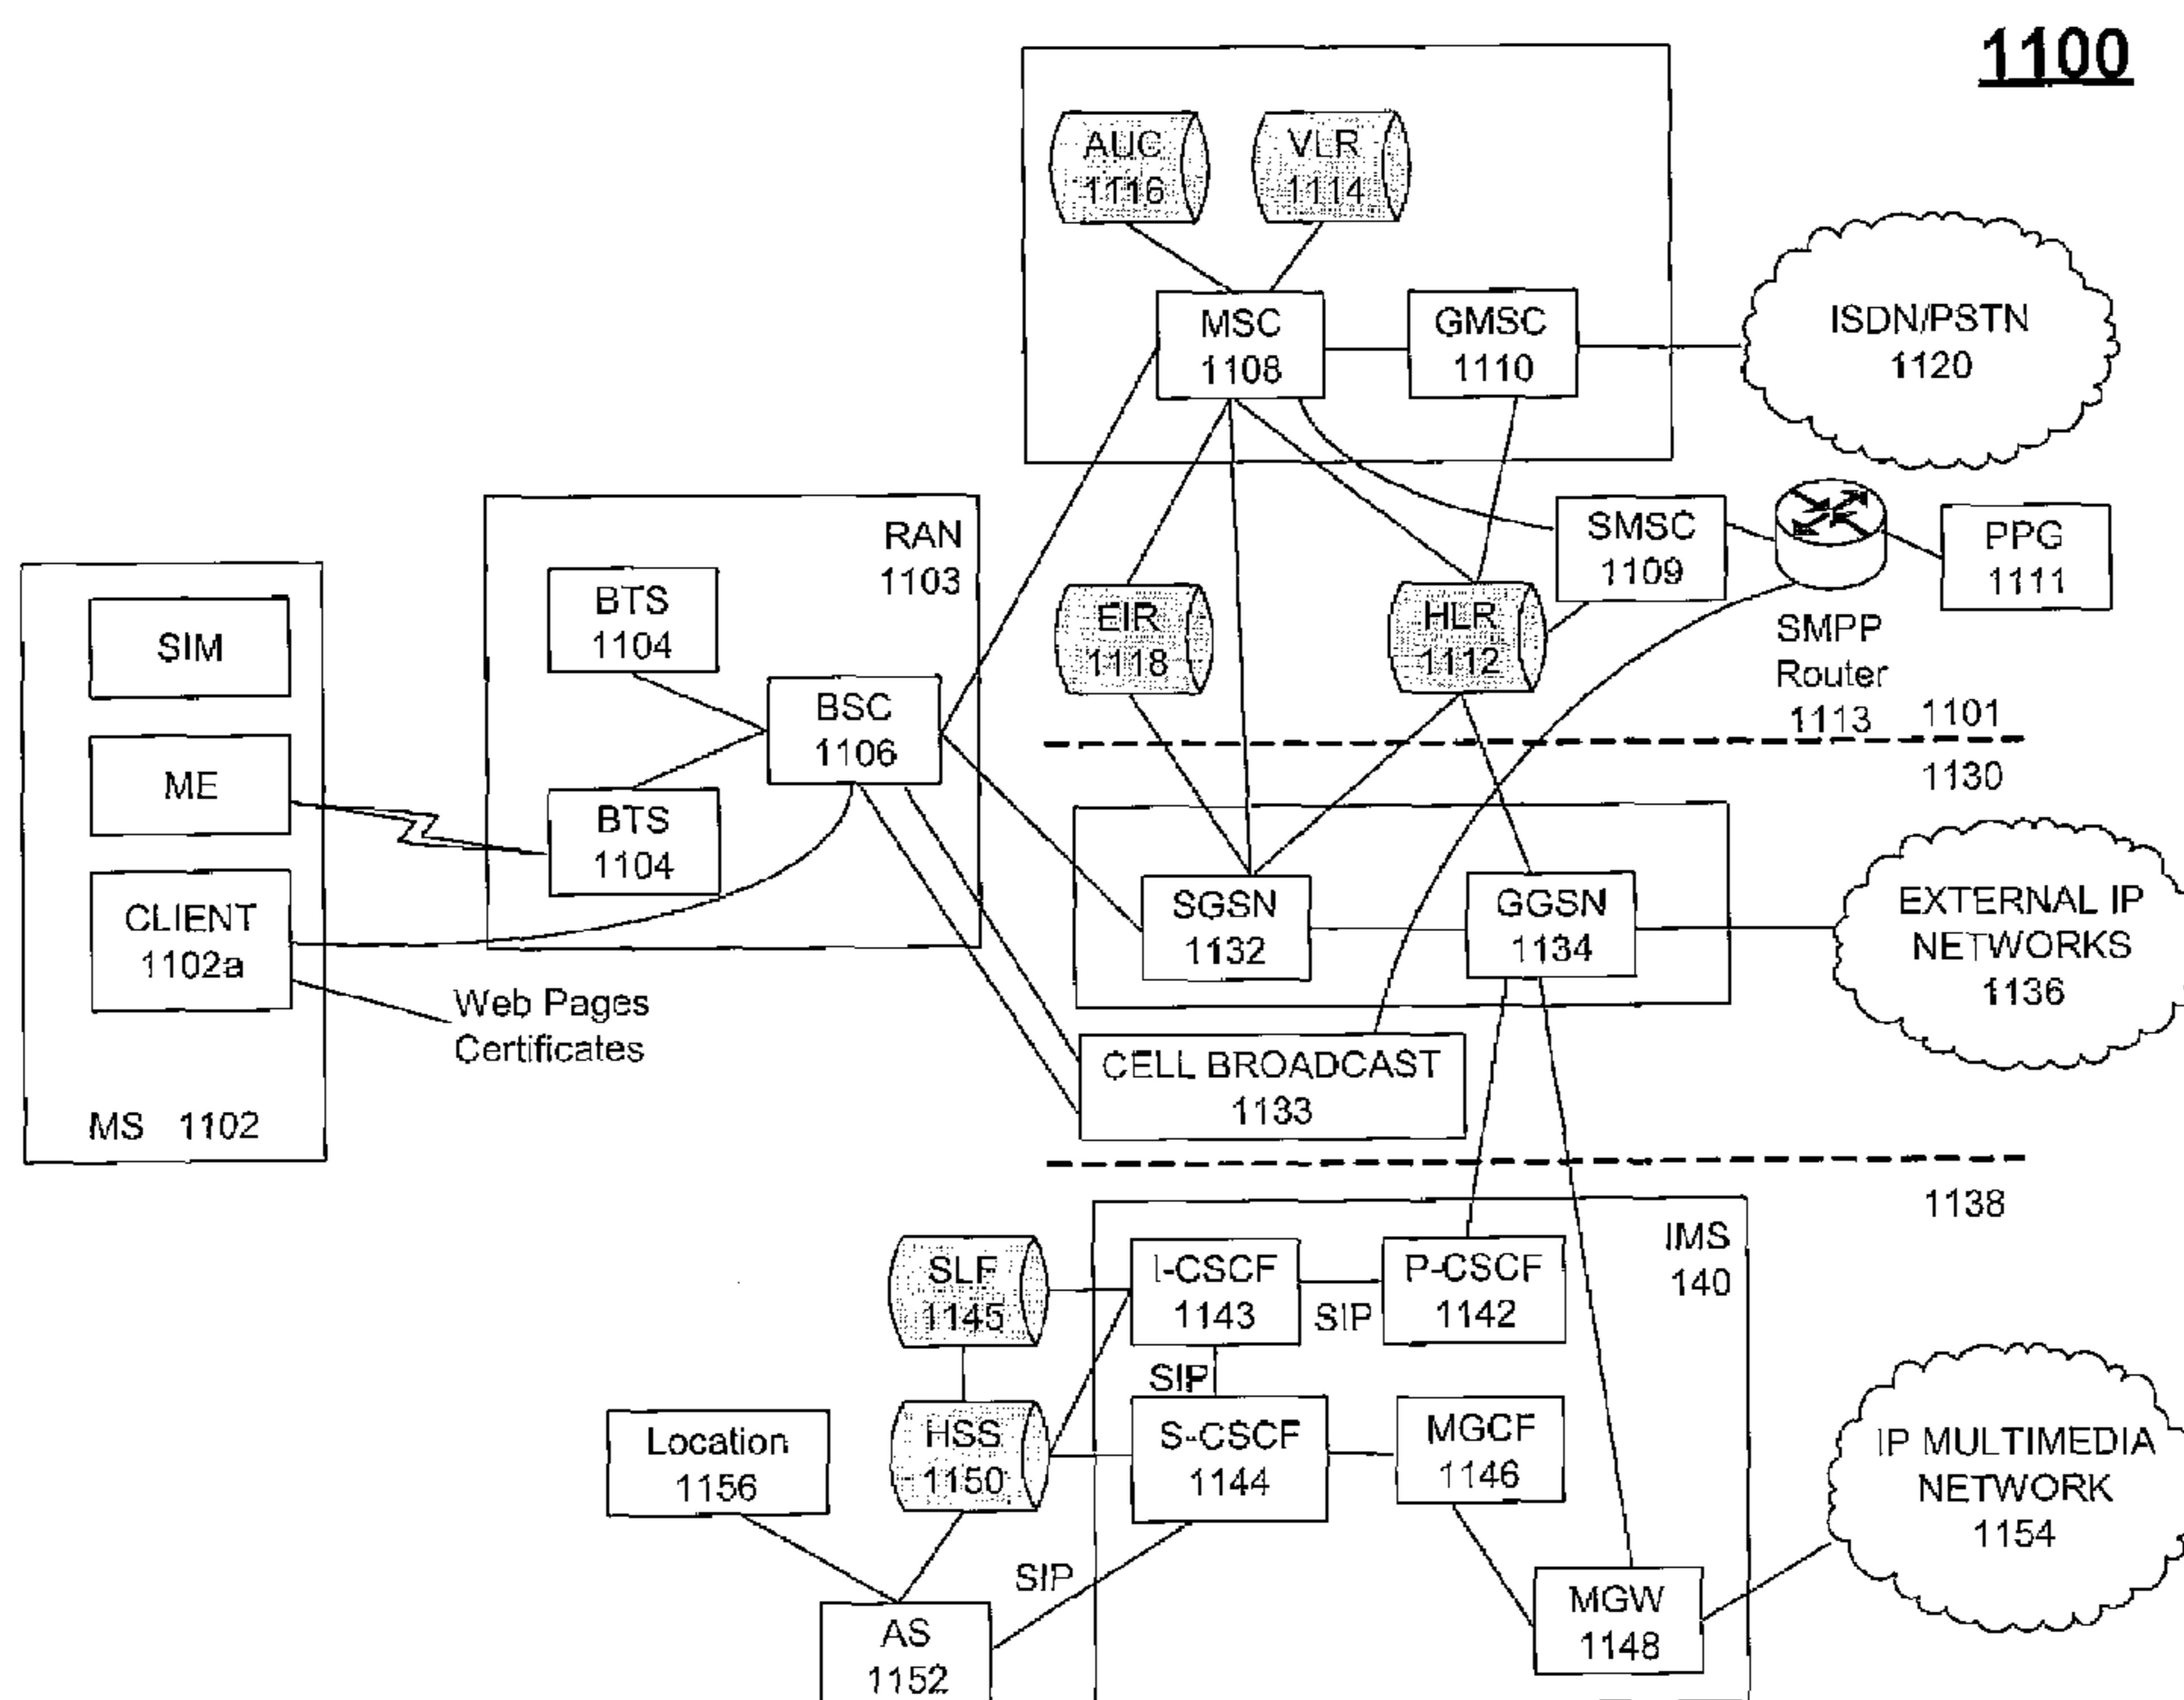 1100
AUC
1116
VLR
1114
MSC
1108
GMSC
1110
ISDN/PSTN
1120
RAN
1103
SMSC
1109
PPG
1111
SIM
BTS
1104
EIR
1118
HLR
1112
SMPP
Router
1113
1101
ME
BSC
1106
1130
BTS
1104
CLIENT
1102a
SGSN
1132
GGSN
1134
EXTERNAL IP
NETWORKS
1136
Web Pages
Certificates
CELL BROADCAST
1133
MS 1102
1138
IMS
140
SLF
1145
I-CSCF
1143
SIP
P-CSCF
1142
SIP
Location
1156
HSS
1150
S-CSCF
1144
MGCF
1146
IP MULTIMEDIA
NETWORK
1154
SIP
AS
1152
MGW
1148